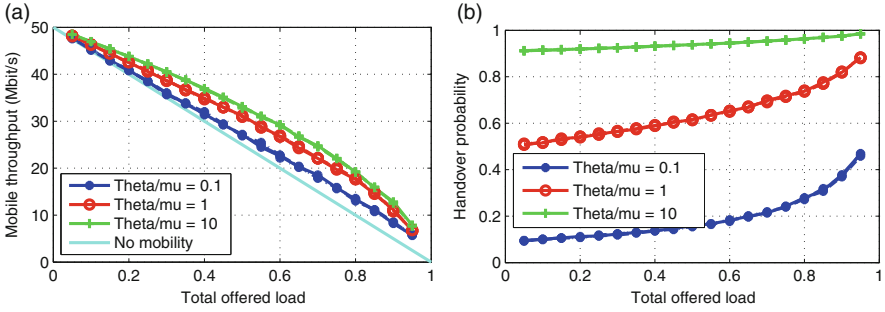 (a)
50
40
30
20
10
0
Mobile throughput (Mbit/s)
Theta/mu = 0.1
Theta/mu = 1
Theta/mu = 10
No mobility
0 0.2 0.4 0.6 0.8 1
Total offered load
(b)
1
0.8
0.6
0.4
0.2
0
Handover probability
Theta/mu = 0.1
Theta/mu = 1
Theta/mu = 10
0 0.2 0.4 0.6 0.8 1
Total offered load